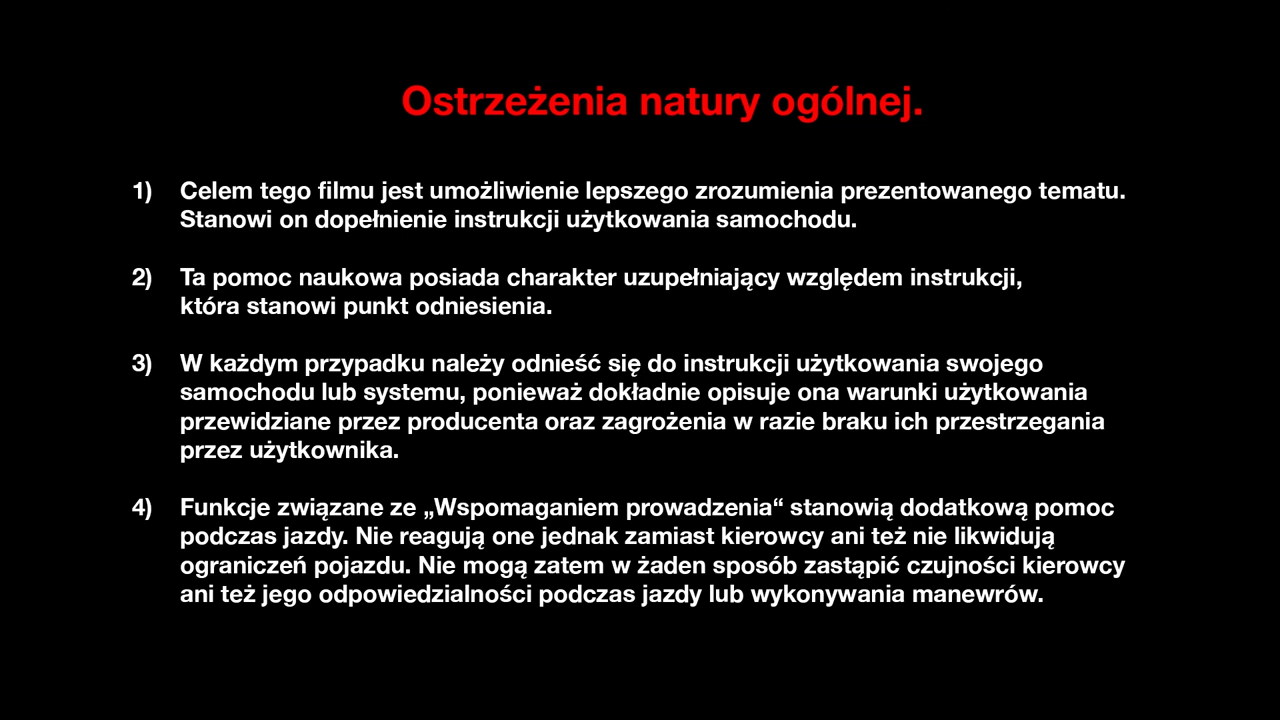 Ostrzeżenia natury ogólnej.
1) Celem tego filmu jest umożliwienie lepszego zrozumienia prezentowanego tematu.
Stanowi on dopełnienie instrukcji użytkowania samochodu.
2) Ta pomoc naukowa posiada charakter uzupełniający względem instrukcji,
która stanowi punkt odniesienia.
3) W każdym przypadku należy odnieść się do instrukcji użytkowania swojego
samochodu lub systemu, ponieważ dokładnie opisuje ona warunki użytkowania
przewidziane przez producenta oraz zagrożenia w razie braku ich przestrzegania
przez użytkownika.
4) Funkcje związane ze „Wspomaganiem prowadzenia“ stanowią dodatkową pomoc
podczas jazdy. Nie reagują one jednak zamiast kierowcy ani też nie likwidują
ograniczeń pojazdu. Nie mogą zatem w żaden sposób zastąpić czujności kierowcy
ani też jego odpowiedzialności podczas jazdy lub wykonywania manewrów.